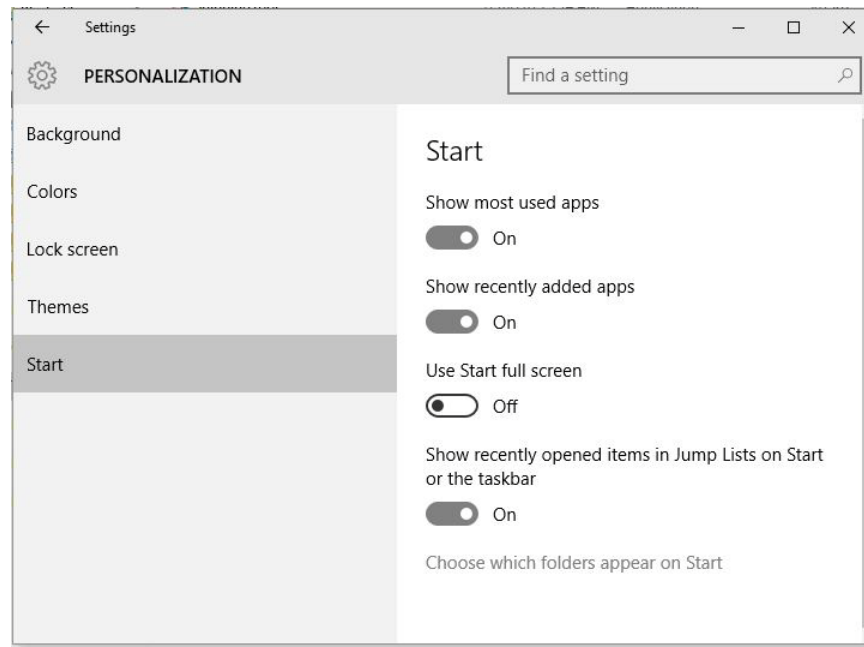 Settings
PERSONALIZATION
Find a setting
Background
Colors
Lock screen
Themes
Start
Start
Show most used apps
On
Show recently added apps
On
Use Start full screen
Off
Show recently opened items in Jump Lists on Start
or the taskbar
On
Choose which folders appear on Start